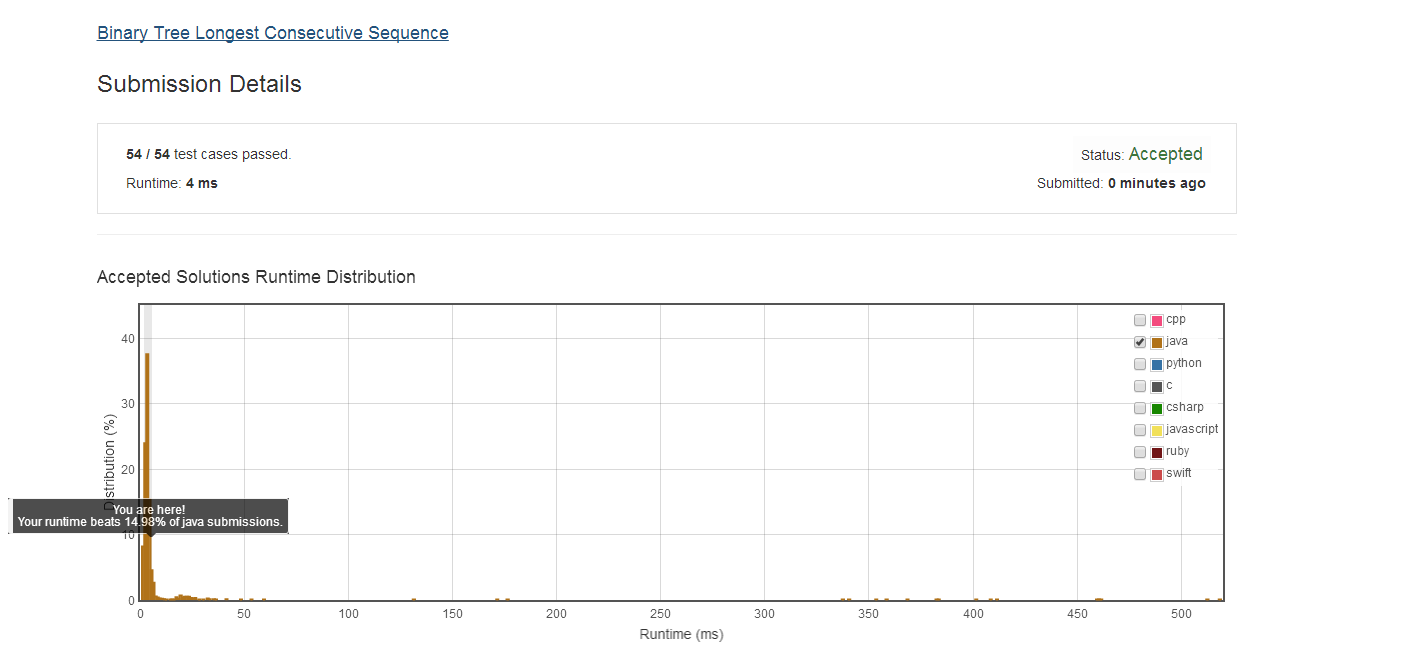 Binary Tree Longest Consecutive Sequence
Submission Details
54 / 54 test cases passed.
Status: Accepted
Runtime: 4 ms
Submitted: 0 minutes ago
Accepted Solutions Runtime Distribution
cpp
java
python
c
csharp
javascript
ruby
swift
Distribution (%)
40
30
20
10
0
You are here!
Your runtime beats 14.98% of java submissions.
0 50 100 150 200 250 300 350 400 450 500
Runtime (ms)